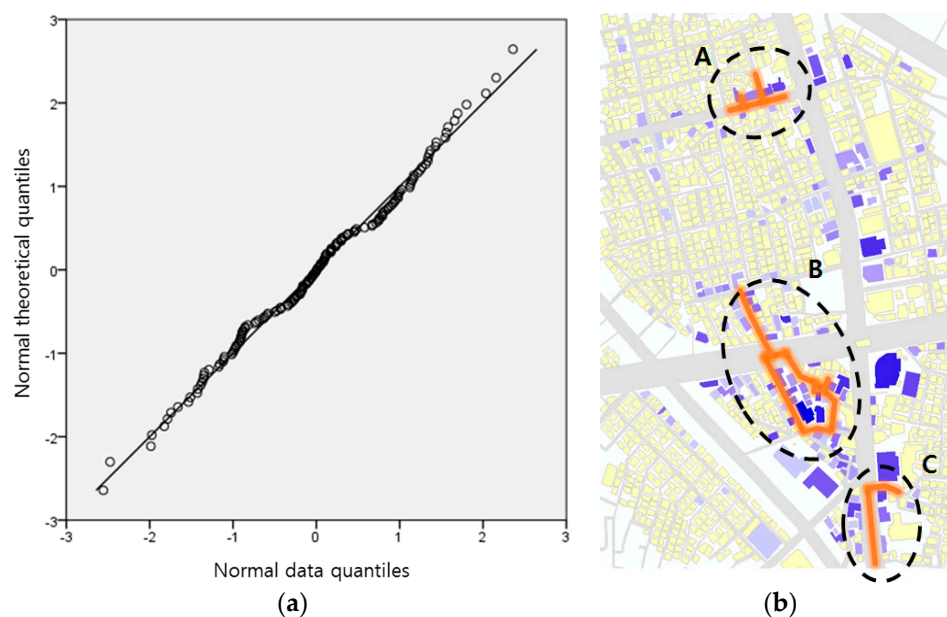 3
2
1
0
-1
-2
-3
-3
-2
-1
0
1
2
3
Normal theoretical quantiles
Normal data quantiles
(a)
A
B
C
(b)